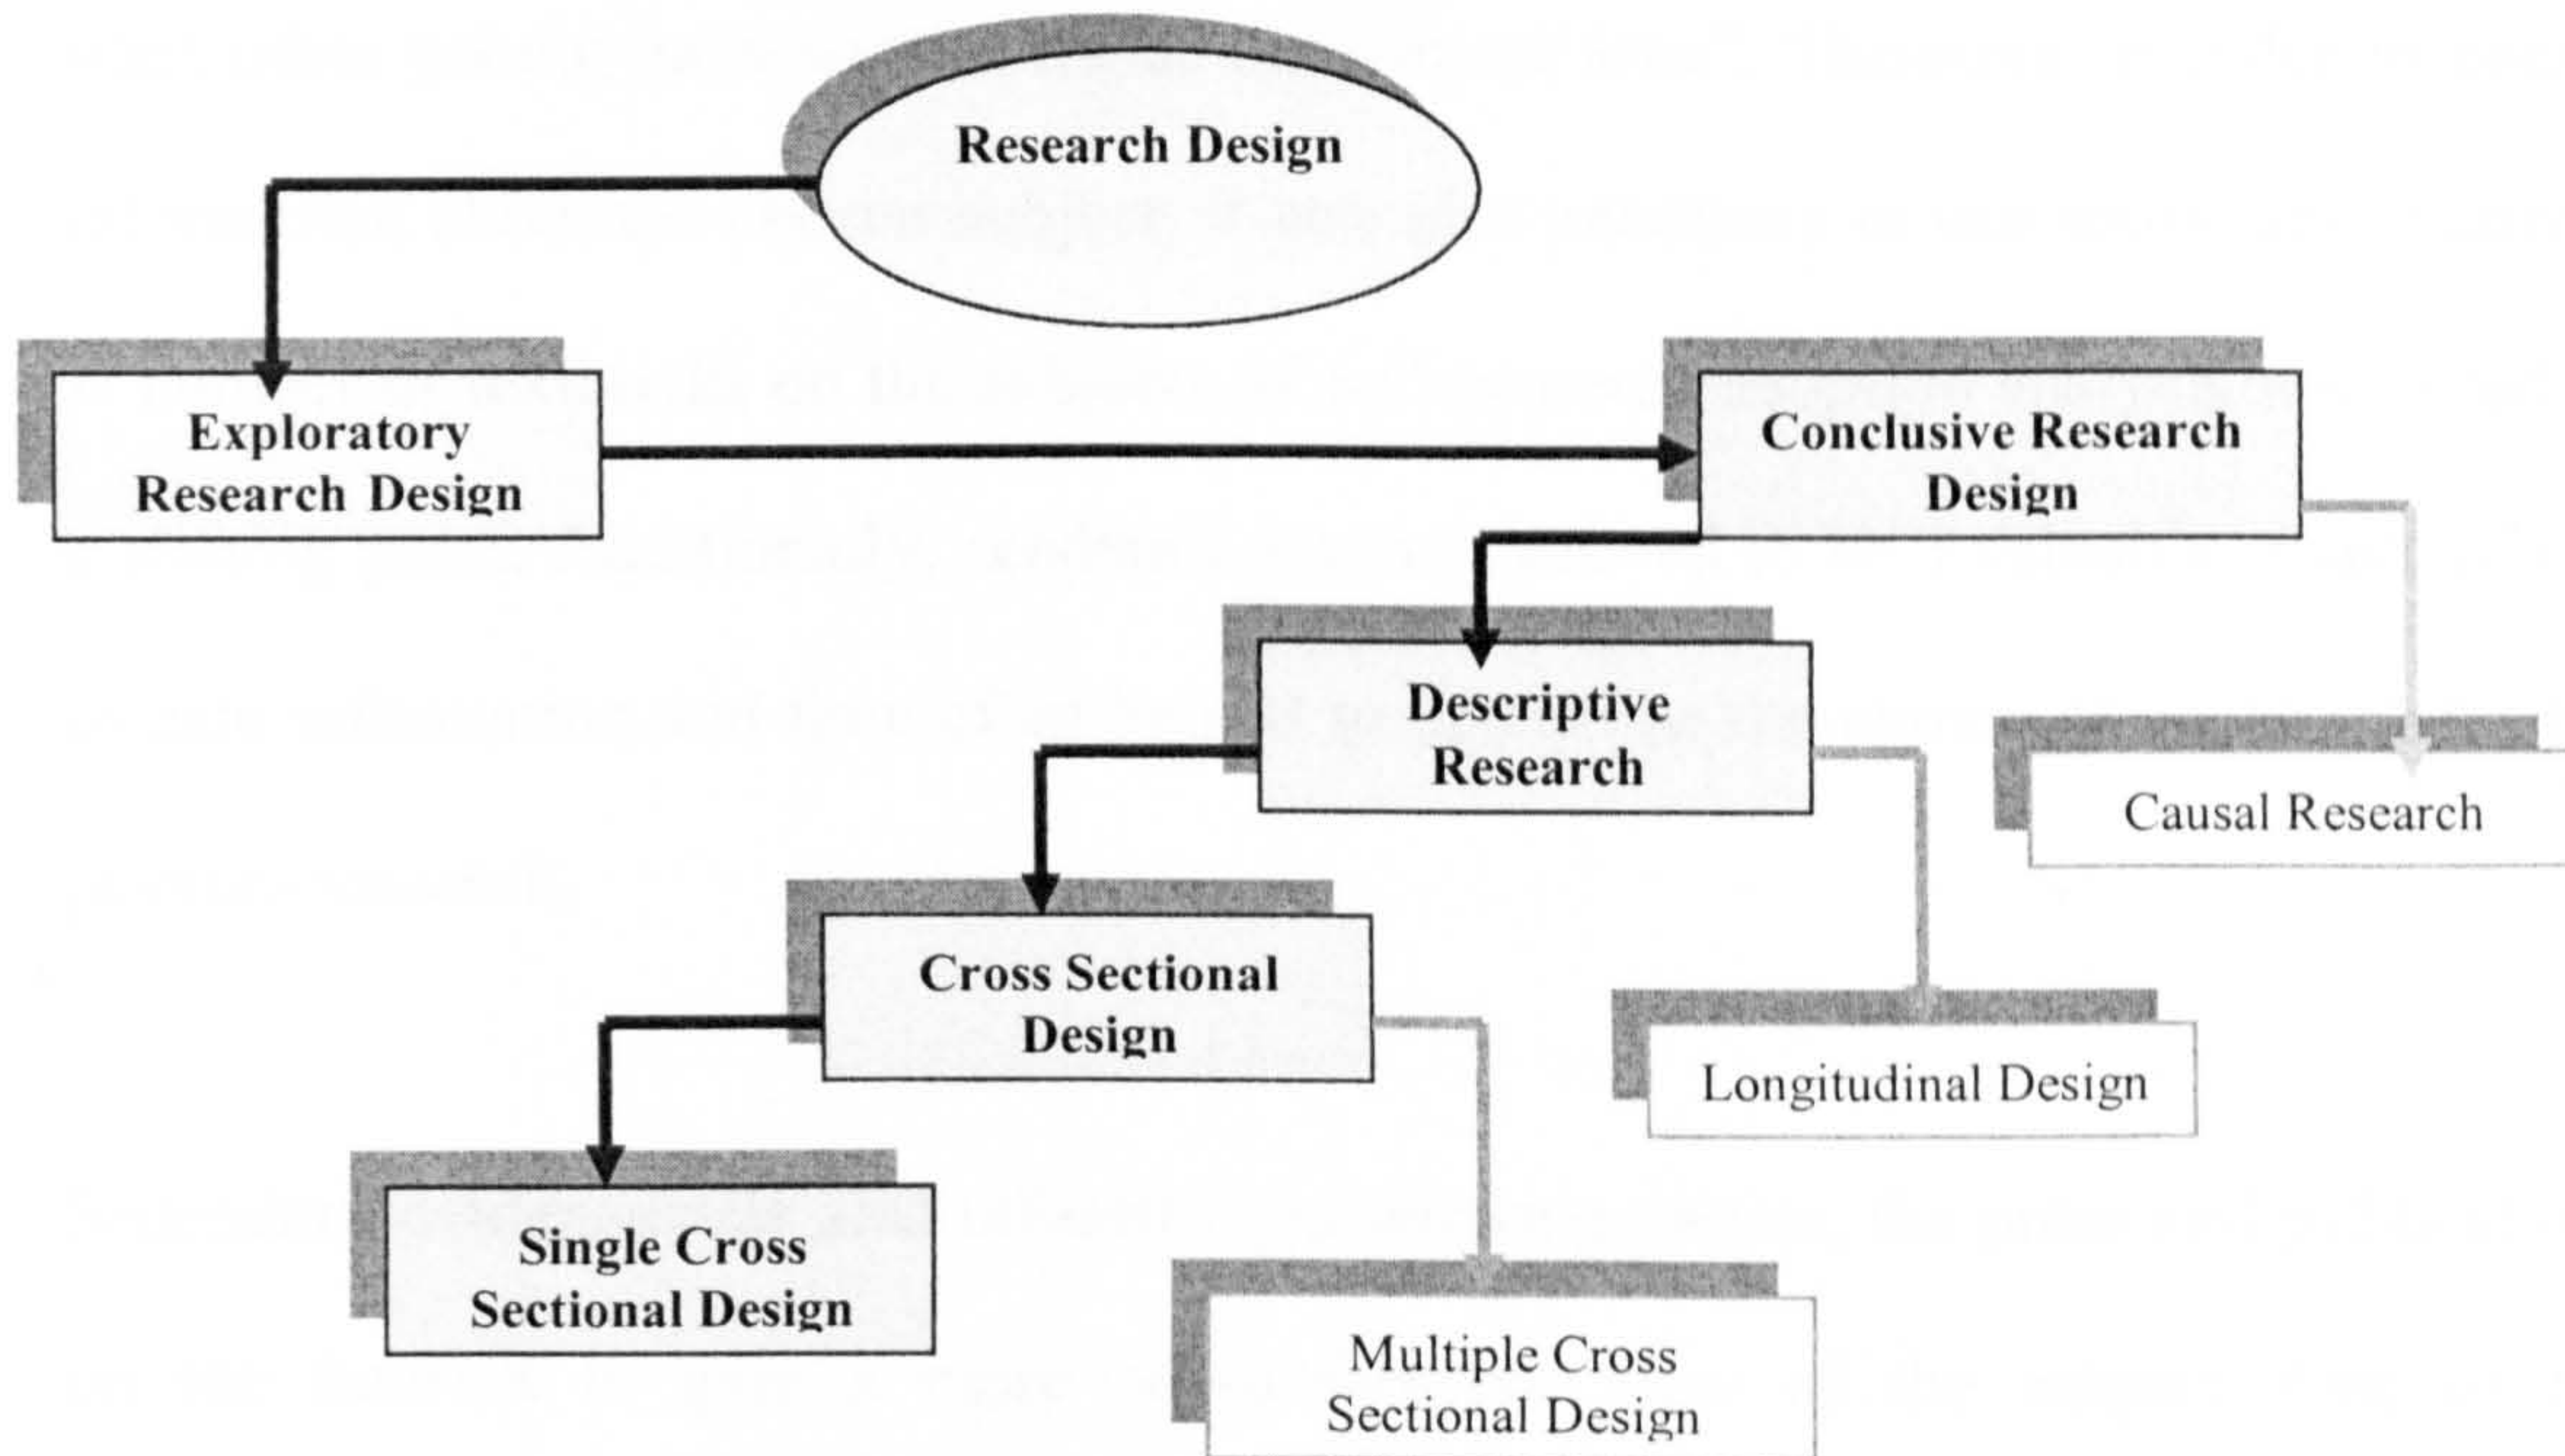 Research Design
Exploratory
Research Design
Conclusive Research
Design
Descriptive
Research
Causal Research
Cross Sectional
Design
Longitudinal Design
Single Cross
Sectional Design
Multiple Cross
Sectional Design